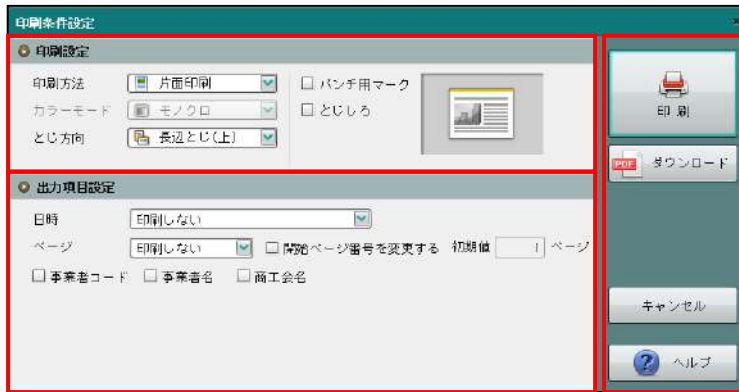 印刷条件設定
印刷設定
印刷方法 片面印刷 パンチ用マーク
カラーモード モノクロ とじしろ
とじ方向 長辺とじ(上)
出力項目設定
日時 印刷しない
ページ 印刷しない 開始ページ番号を変更する 初期値 1 ページ
事業者コード 事業者名 商工会名
印 刷
PDF ダウンロード
キャンセル
? ヘルプ